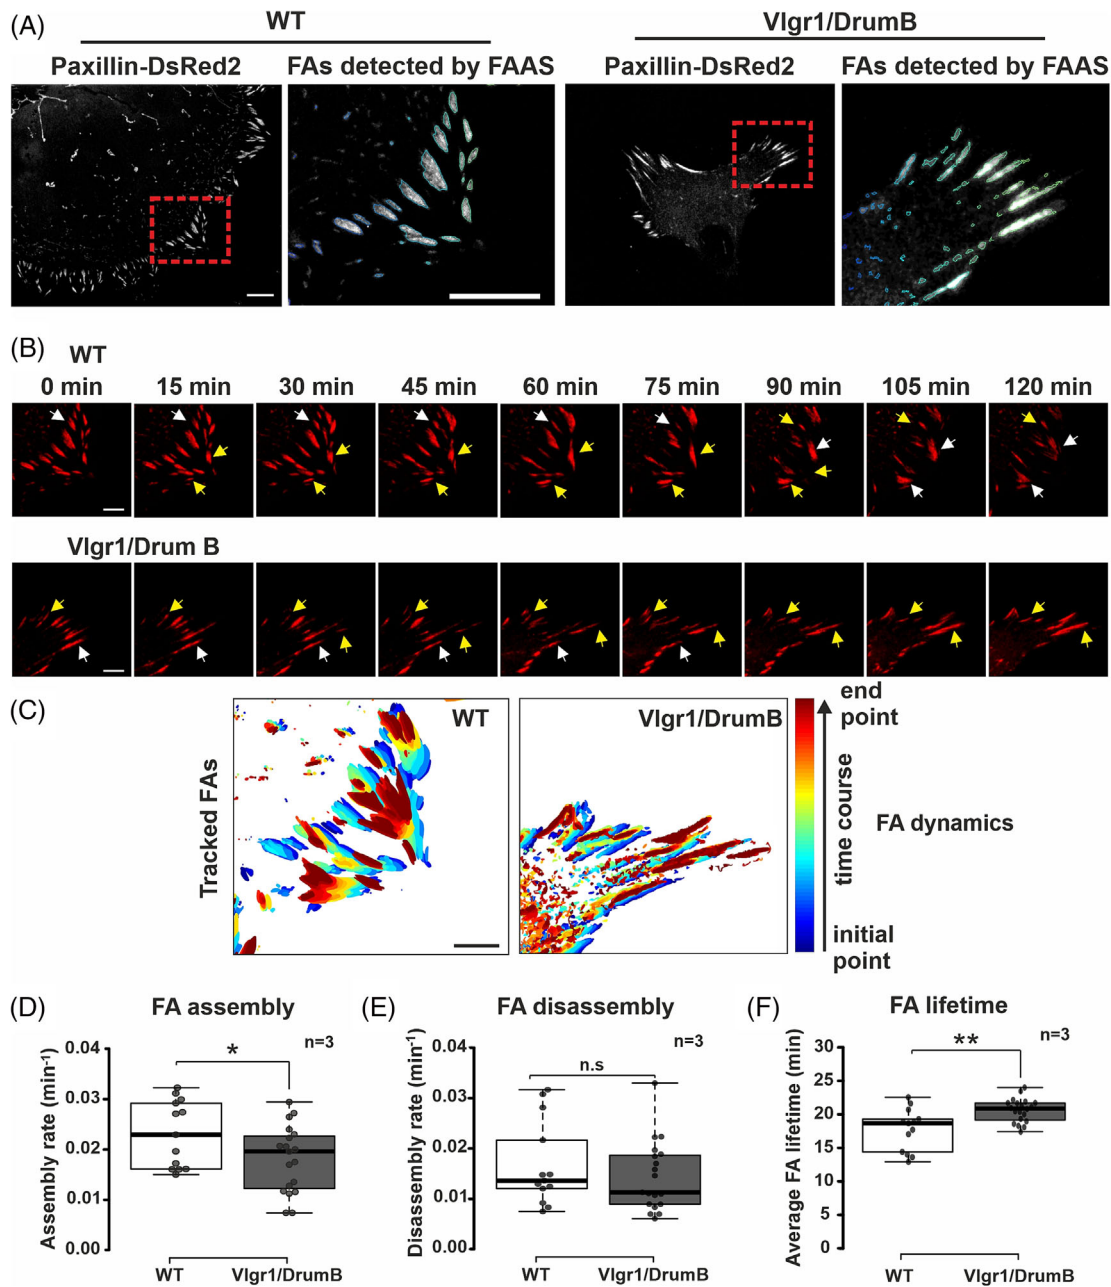 (A)
WT
Vlgr1/DrumB
Paxillin-DsRed2
FAs detected by FAAS
Paxillin-DsRed2
FAs detected by FAAS
(B)
WT
0 min 15 min 30 min 45 min 60 min 75 min 90 min 105 min 120 min
Vlgr1/Drum B
(C)
Tracked FAs
WT
Vlgr1/DrumB
end
point
time course
FA dynamics
initial
point
(D)
FA assembly
n=3
*
Assembly rate (min⁻¹)
0.04
0.03
0.02
0.01
0.00
WT
Vlgr1/DrumB
(E)
FA disassembly
n=3
n.s
Disassembly rate (min⁻¹)
0.04
0.03
0.02
0.01
0.00
WT
Vlgr1/DrumB
(F)
FA lifetime
n=3
**
Average FA lifetime (min)
30
25
20
15
10
5
0
WT
Vlgr1/DrumB